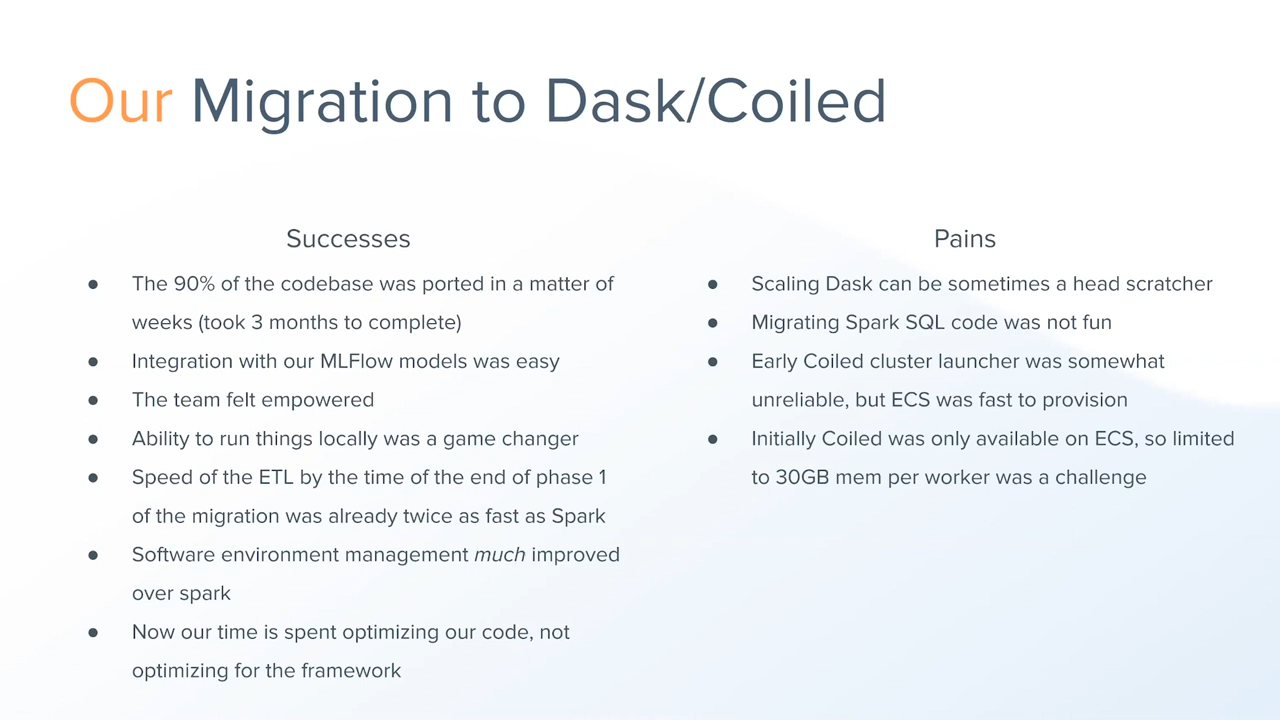 Our Migration to Dask/Coiled
Successes
● The 90% of the codebase was ported in a matter of
weeks (took 3 months to complete)
● Integration with our MLFlow models was easy
● The team felt empowered
● Ability to run things locally was a game changer
● Speed of the ETL by the time of the end of phase 1
of the migration was already twice as fast as Spark
● Software environment management much improved
over spark
● Now our time is spent optimizing our code, not
optimizing for the framework
Pains
● Scaling Dask can be sometimes a head scratcher
● Migrating Spark SQL code was not fun
● Early Coiled cluster launcher was somewhat
unreliable, but ECS was fast to provision
● Initially Coiled was only available on ECS, so limited
to 30GB mem per worker was a challenge